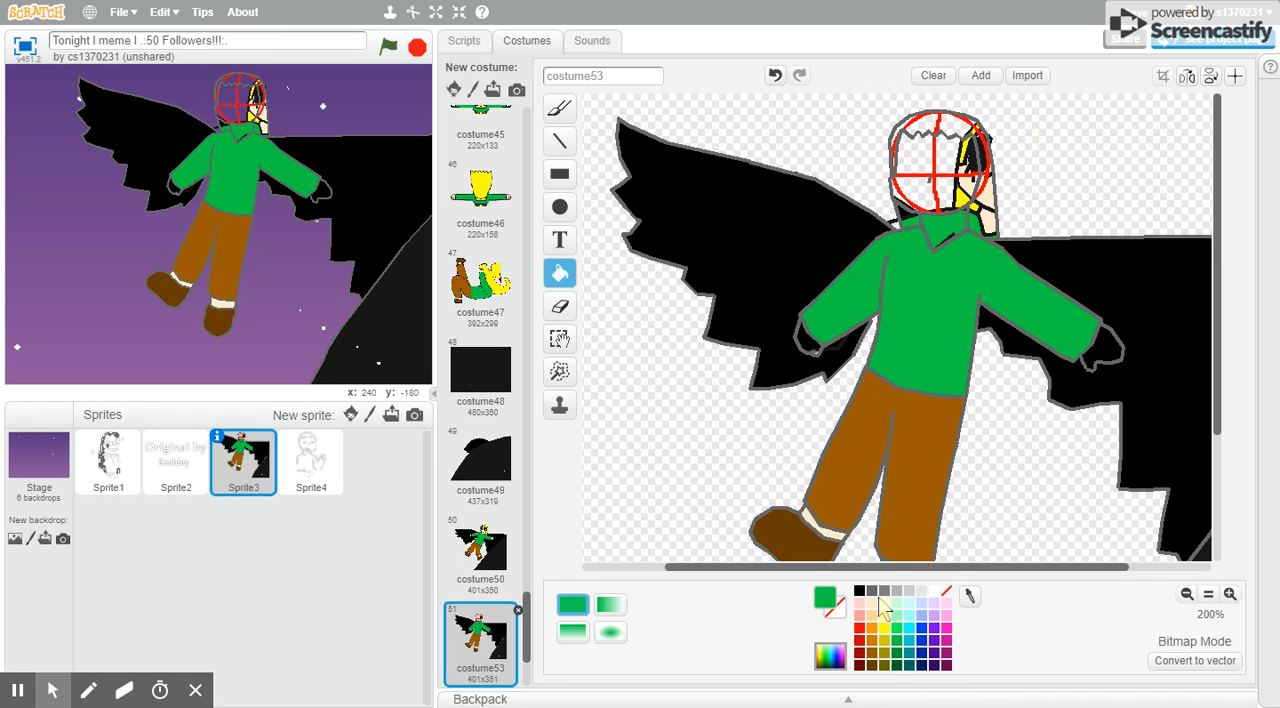 SCRATCH File Edit Tips About
cs1370231
powered by
Screencastify
Share
Tonight I meme I .:50 Followers!!!:.
by cs1370231 (unshared)
v461.2
Scripts Costumes Sounds
New costume:
costume53
Clear Add Import
costume45
220x133
46
costume46
220x158
47
costume47
392x299
48
costume48
480x360
49
costume49
437x319
50
costume50
401x350
51
costume53
401x351
T
x: 240 y: -180
Sprites
New sprite:
Stage
6 backdrops
New backdrop:
Sprite1
Original by
Sprite2
Sprite3
Sprite4
200%
Bitmap Mode
Convert to vector
Backpack